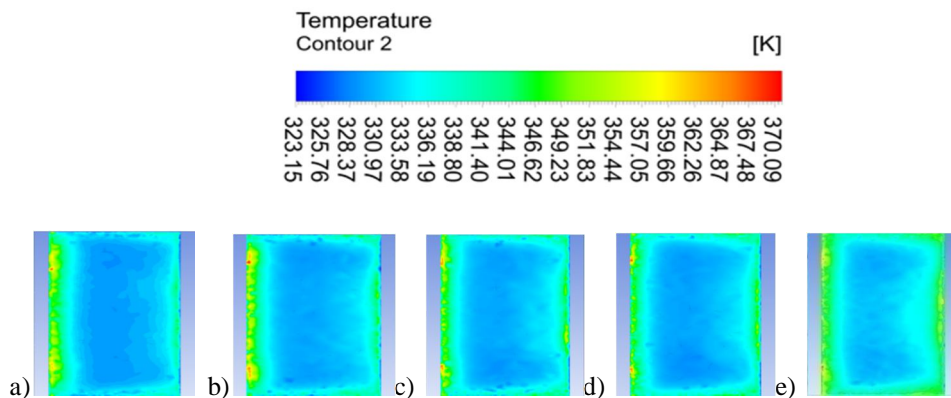 Temperature
Contour 2 [K]
323.15 325.76 328.37 330.97 333.58 336.19 338.80 341.40 344.01 346.62 349.23 351.83 354.44 357.05 359.66 362.26 364.87 367.48 370.09
a) b) c) d) e)